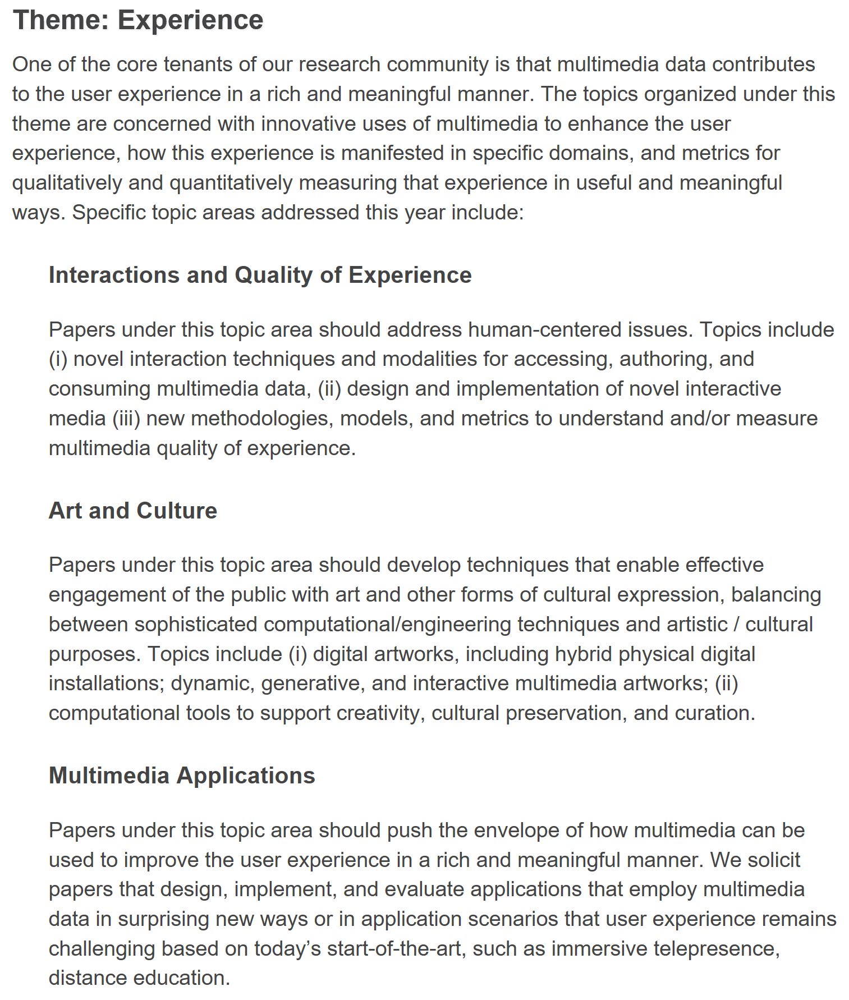 Theme: Experience
One of the core tenants of our research community is that multimedia data contributes
to the user experience in a rich and meaningful manner. The topics organized under this
theme are concerned with innovative uses of multimedia to enhance the user
experience, how this experience is manifested in specific domains, and metrics for
qualitatively and quantitatively measuring that experience in useful and meaningful
ways. Specific topic areas addressed this year include:
Interactions and Quality of Experience
Papers under this topic area should address human-centered issues. Topics include
(i) novel interaction techniques and modalities for accessing, authoring, and
consuming multimedia data, (ii) design and implementation of novel interactive
media (iii) new methodologies, models, and metrics to understand and/or measure
multimedia quality of experience.
Art and Culture
Papers under this topic area should develop techniques that enable effective
engagement of the public with art and other forms of cultural expression, balancing
between sophisticated computational/engineering techniques and artistic / cultural
purposes. Topics include (i) digital artworks, including hybrid physical digital
installations; dynamic, generative, and interactive multimedia artworks; (ii)
computational tools to support creativity, cultural preservation, and curation.
Multimedia Applications
Papers under this topic area should push the envelope of how multimedia can be
used to improve the user experience in a rich and meaningful manner. We solicit
papers that design, implement, and evaluate applications that employ multimedia
data in surprising new ways or in application scenarios that user experience remains
challenging based on today’s start-of-the-art, such as immersive telepresence,
distance education.